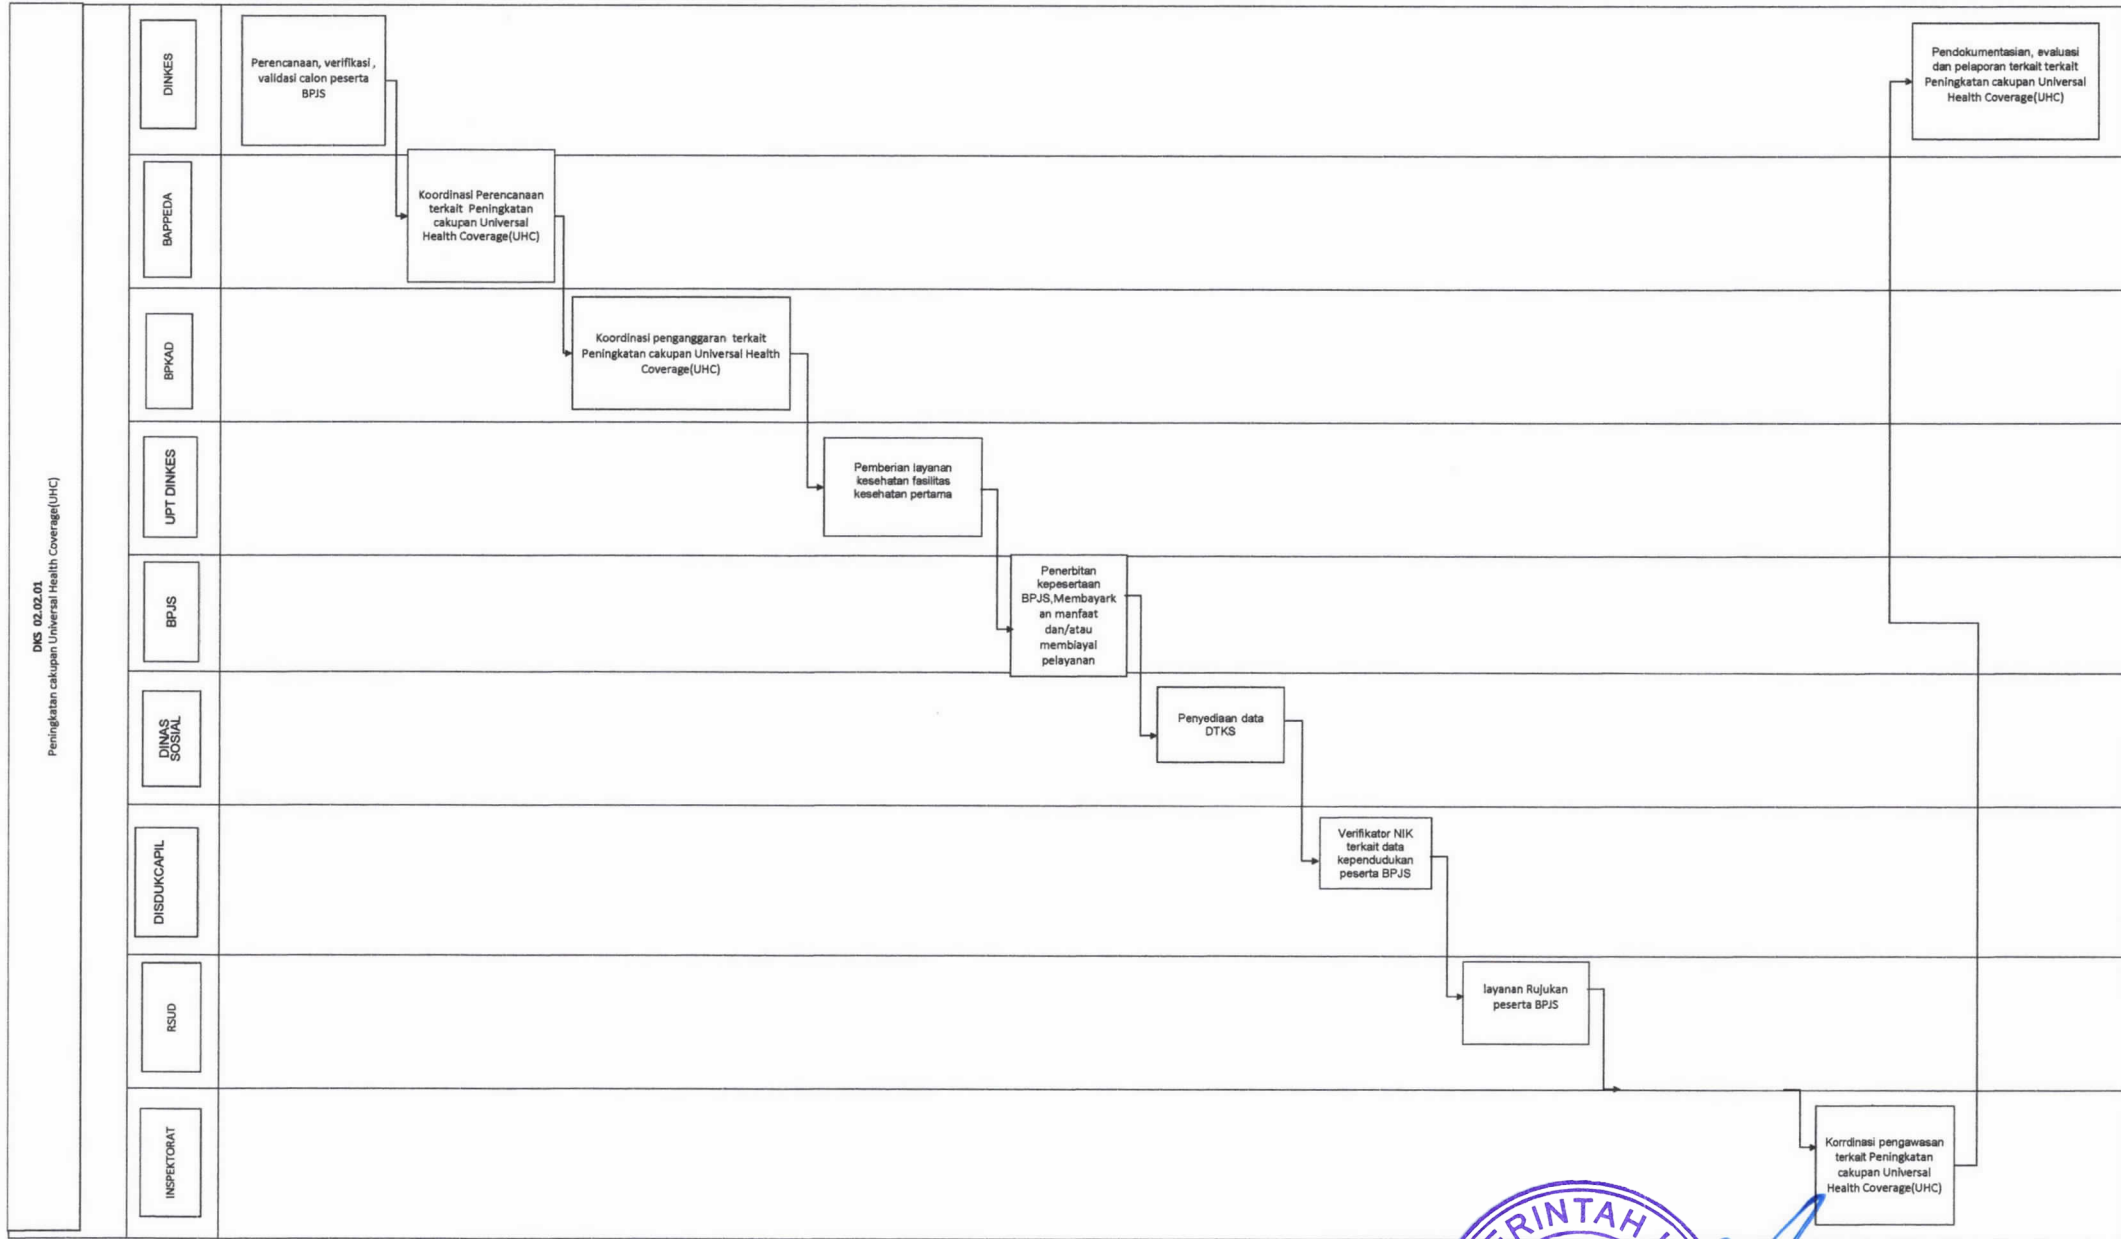 DKS 02.02.01
Peningkatan cakupan Universal Health Coverage(UHC)
DINKES
Perencanaan, verifikasi ,
validasi calon peserta
BPJS
Pendokumentasian, evaluasi
dan pelaporan terkait terkait
Peningkatan cakupan Universal
Health Coverage(UHC)
BAPPEDA
Koordinasi Perencanaan
terkait Peningkatan
cakupan Universal
Health Coverage(UHC)
BPKAD
Koordinasi penganggaran terkait
Peningkatan cakupan Universal Health
Coverage(UHC)
UPT DINKES
Pemberian layanan
kesehatan fasilitas
kesehatan pertama
BPJS
Penerbitan
kepesertaan
BPJS,Membayark
an manfaat
dan/atau
membiayai
pelayanan
DINAS
SOSIAL
Penyediaan data
DTKS
DISDUKCAPIL
Verifikator NIK
terkait data
kependudukan
peserta BPJS
RSUD
layanan Rujukan
peserta BPJS
INSPEKTORAT
Korrdinasi pengawasan
terkait Peningkatan
cakupan Universal
Health Coverage(UHC)
ERINTAH